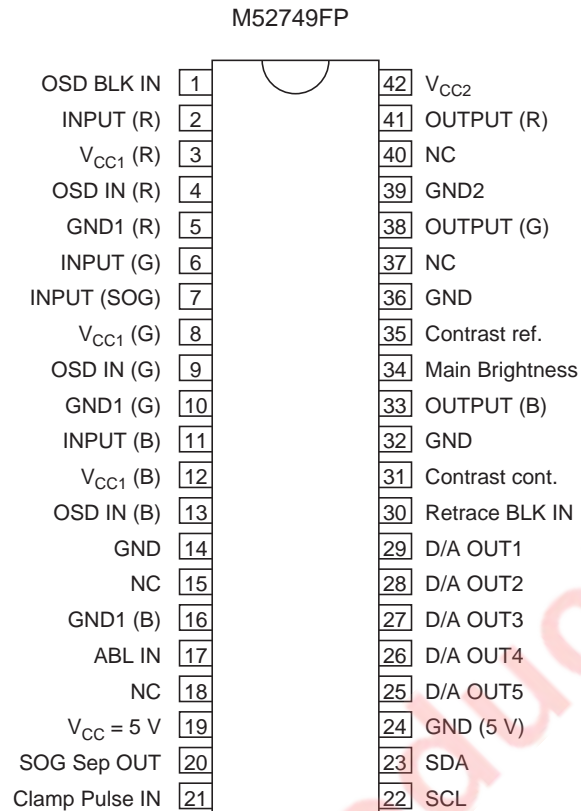 M52749FP
OSD BLK IN 1 42 VCC2
INPUT (R) 2 41 OUTPUT (R)
VCC1 (R) 3 40 NC
OSD IN (R) 4 39 GND2
GND1 (R) 5 38 OUTPUT (G)
INPUT (G) 6 37 NC
INPUT (SOG) 7 36 GND
VCC1 (G) 8 35 Contrast ref.
OSD IN (G) 9 34 Main Brightness
GND1 (G) 10 33 OUTPUT (B)
INPUT (B) 11 32 GND
VCC1 (B) 12 31 Contrast cont.
OSD IN (B) 13 30 Retrace BLK IN
GND 14 29 D/A OUT1
NC 15 28 D/A OUT2
GND1 (B) 16 27 D/A OUT3
ABL IN 17 26 D/A OUT4
NC 18 25 D/A OUT5
VCC = 5 V 19 24 GND (5 V)
SOG Sep OUT 20 23 SDA
Clamp Pulse IN 21 22 SCL